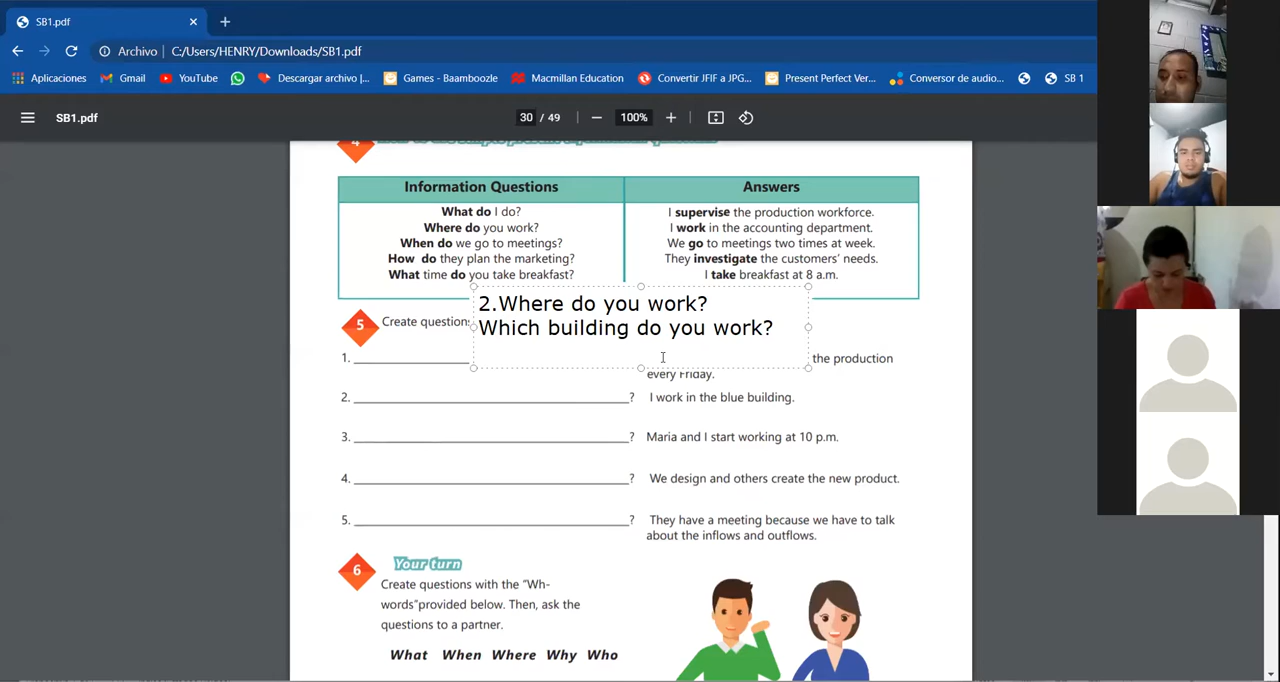 SB1.pdf
Archivo
C:/Users/HENRY/Downloads/SB1.pdf
Aplicaciones
Gmail
YouTube
Descargar archivo |...
Games - Baamboozle
Macmillan Education
Convertir JFIF a JPG...
Present Perfect Ver...
Conversor de audio...
SB 1
SB1.pdf
30 / 49
100%
Information Questions
Answers
What do I do?
I supervise the production workforce.
Where do you work?
I work in the accounting department.
When do we go to meetings?
We go to meetings two times at week.
How do they plan the marketing?
They investigate the customers' needs.
What time do you take breakfast?
I take breakfast at 8 a.m.
2.Where do you work?
Which building do you work?
5
Create question
1. ____________
the production
every Friday.
2. ____________________________? I work in the blue building.
3. ____________________________? Maria and I start working at 10 p.m.
4. ____________________________? We design and others create the new product.
5. ____________________________? They have a meeting because we have to talk
about the inflows and outflows.
6
Your turn
Create questions with the "Wh-
words"provided below. Then, ask the
questions to a partner.
What When Where Why Who